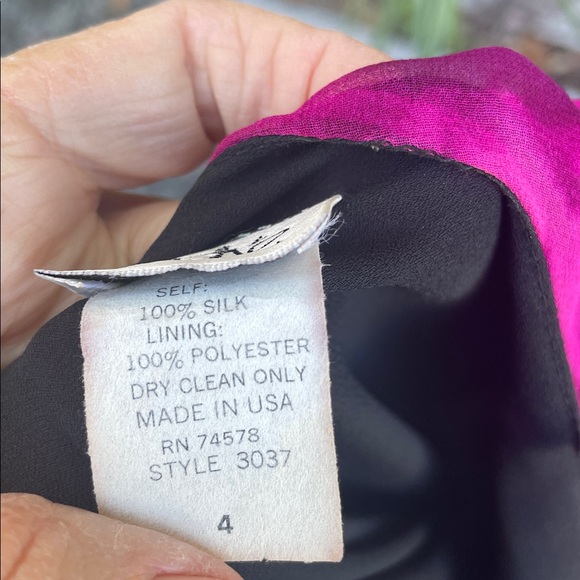 SELF:
100% SILK
LINING:
100% POLYESTER
DRY CLEAN ONLY
MADE IN USA
RN 74578
STYLE 3037
4